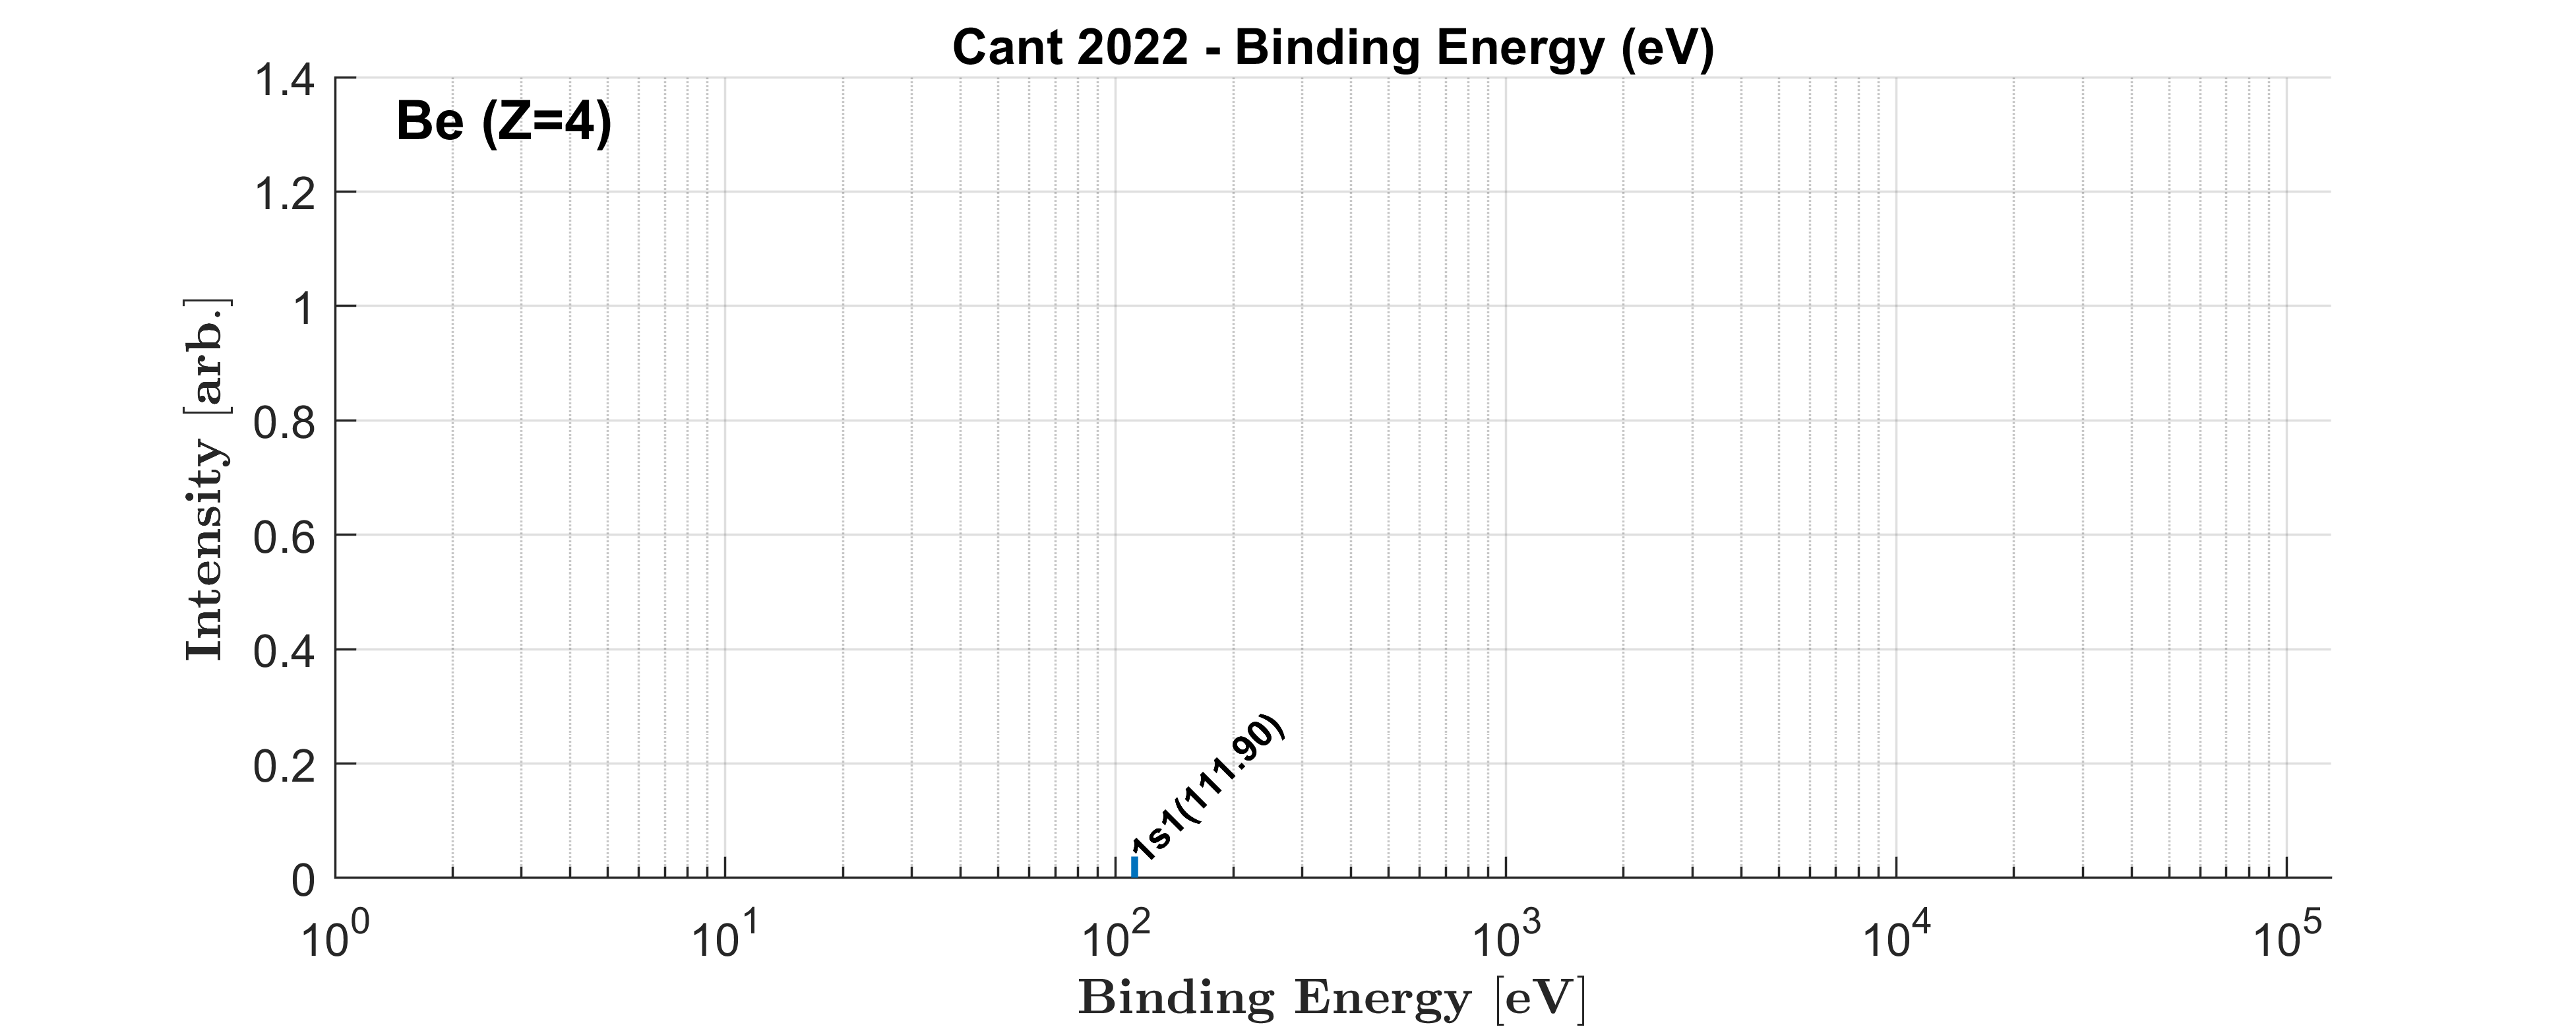 Cant 2022 - Binding Energy (eV)
Be (Z=4)
1.4
1.2
1
0.8
0.6
0.4
0.2
0
Intensity [arb.]
1s1(111.90)
10^0 10^1 10^2 10^3 10^4 10^5
Binding Energy [eV]